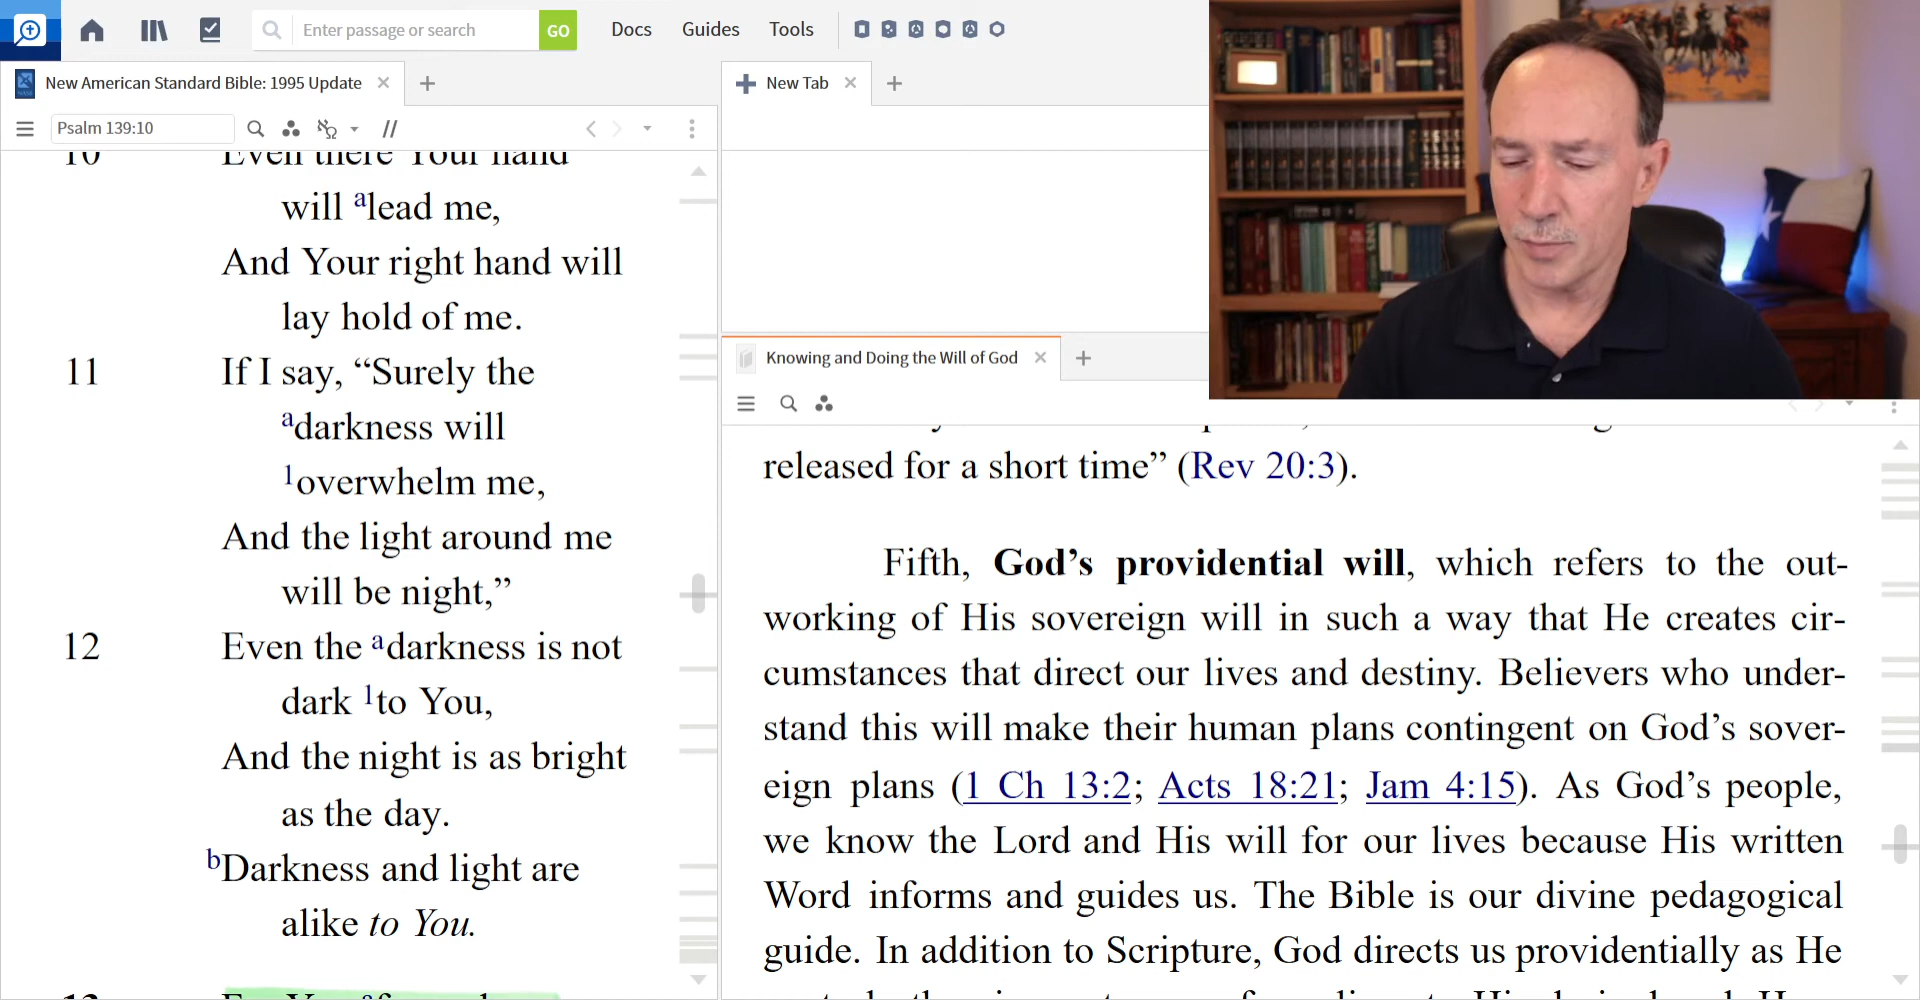 Enter passage or search
GO
Docs
Guides
Tools
New American Standard Bible: 1995 Update
New Tab
Psalm 139:10
10 Even there Your hand
will ᵃlead me,
And Your right hand will
lay hold of me.
11 If I say, “Surely the
ᵃdarkness will
¹overwhelm me,
And the light around me
will be night,”
12 Even the ᵃdarkness is not
dark ¹to You,
And the night is as bright
as the day.
ᵇDarkness and light are
alike to You.
Knowing and Doing the Will of God
released for a short time” (Rev 20:3).
Fifth, God’s providential will, which refers to the out-
working of His sovereign will in such a way that He creates cir-
cumstances that direct our lives and destiny. Believers who under-
stand this will make their human plans contingent on God’s sover-
eign plans (1 Ch 13:2; Acts 18:21; Jam 4:15). As God’s people,
we know the Lord and His will for our lives because His written
Word informs and guides us. The Bible is our divine pedagogical
guide. In addition to Scripture, God directs us providentially as He